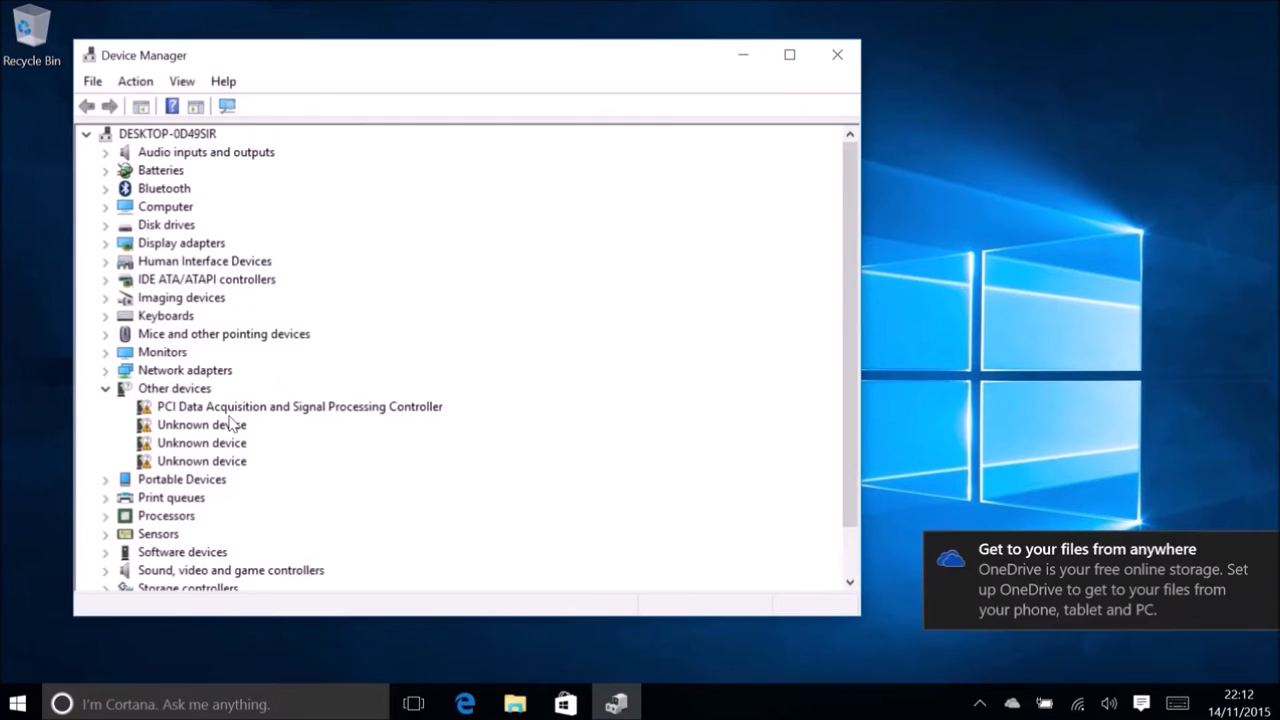 Recycle Bin
Device Manager
File Action View Help
DESKTOP-0D49SIR
Audio inputs and outputs
Batteries
Bluetooth
Computer
Disk drives
Display adapters
Human Interface Devices
IDE ATA/ATAPI controllers
Imaging devices
Keyboards
Mice and other pointing devices
Monitors
Network adapters
Other devices
PCI Data Acquisition and Signal Processing Controller
Unknown device
Unknown device
Unknown device
Portable Devices
Print queues
Processors
Sensors
Software devices
Sound, video and game controllers
Storage controllers
Get to your files from anywhere
OneDrive is your free online storage. Set
up OneDrive to get to your files from
your phone, tablet and PC.
I'm Cortana. Ask me anything.
22:12
14/11/2015